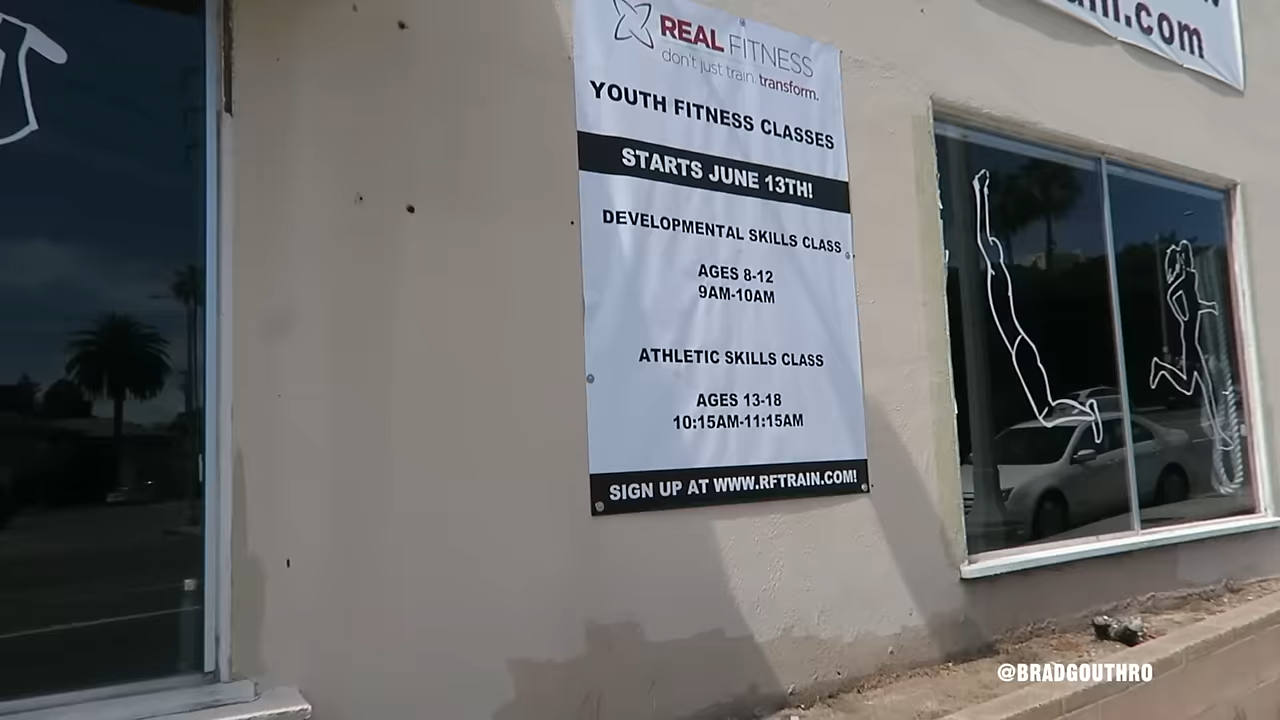 REAL FITNESS
don't just train. transform.
YOUTH FITNESS CLASSES
STARTS JUNE 13TH!
DEVELOPMENTAL SKILLS CLASS
AGES 8-12
9AM-10AM
ATHLETIC SKILLS CLASS
AGES 13-18
10:15AM-11:15AM
SIGN UP AT WWW.RFTRAIN.COM!
.com
@BRADGOUTHRO